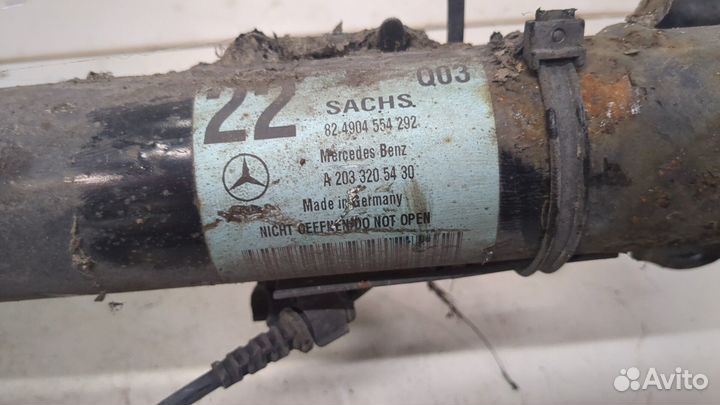 22
Q03
SACHS
82 4904 554 292
Mercedes Benz
A 203 320 54 30
Made in Germany
NICHT OEFFNEN/DO NOT OPEN
Avito